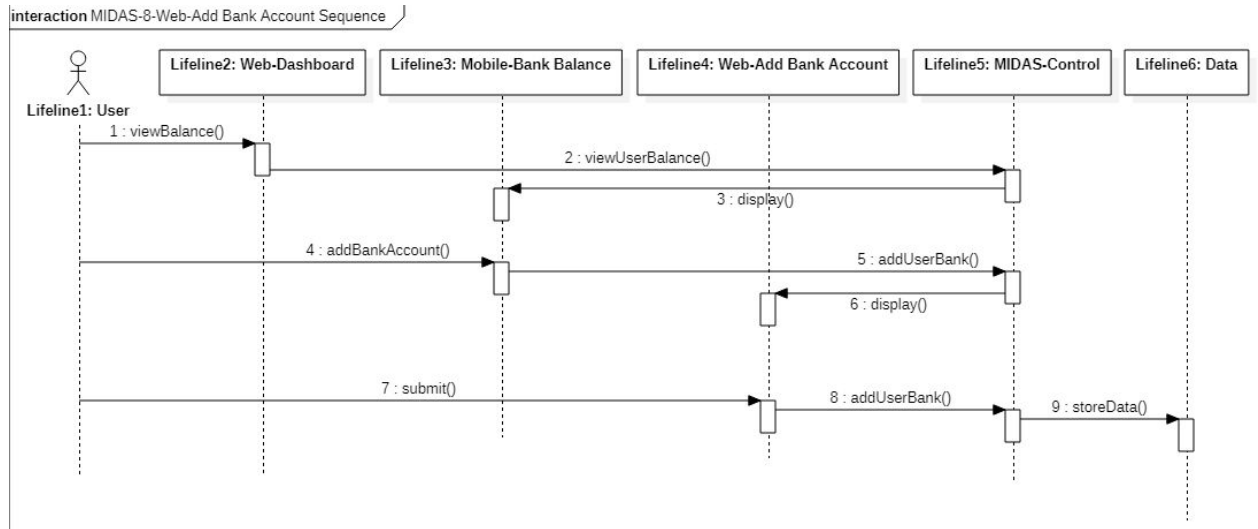 interaction MIDAS-8-Web-Add Bank Account Sequence
Lifeline2: Web-Dashboard
Lifeline3: Mobile-Bank Balance
Lifeline4: Web-Add Bank Account
Lifeline5: MIDAS-Control
Lifeline6: Data
Lifeline1: User
1 : viewBalance()
2 : viewUserBalance()
3 : display()
4 : addBankAccount()
5 : addUserBank()
6 : display()
7 : submit()
8 : addUserBank()
9 : storeData()